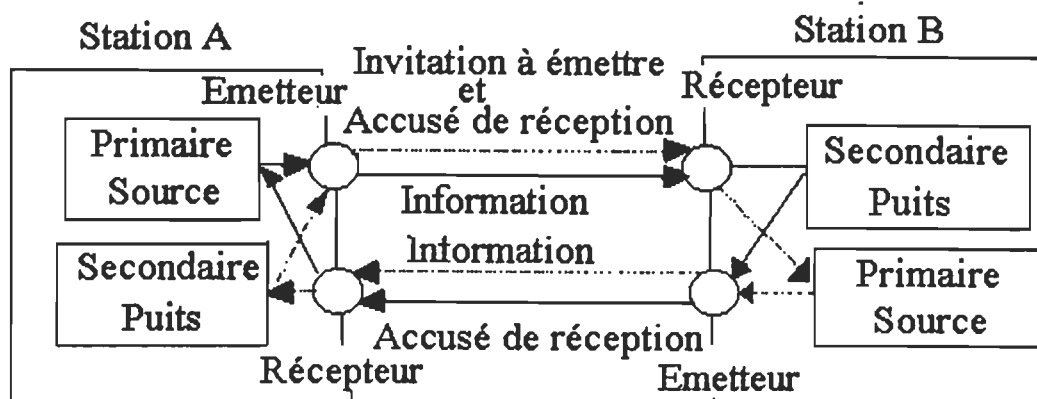 Station A
Station B
Invitation à émettre
et
Accusé de réception
Emetteur
Récepteur
Primaire
Source
Secondaire
Puits
Information
Information
Secondaire
Puits
Primaire
Source
Accusé de réception
Récepteur
Emetteur